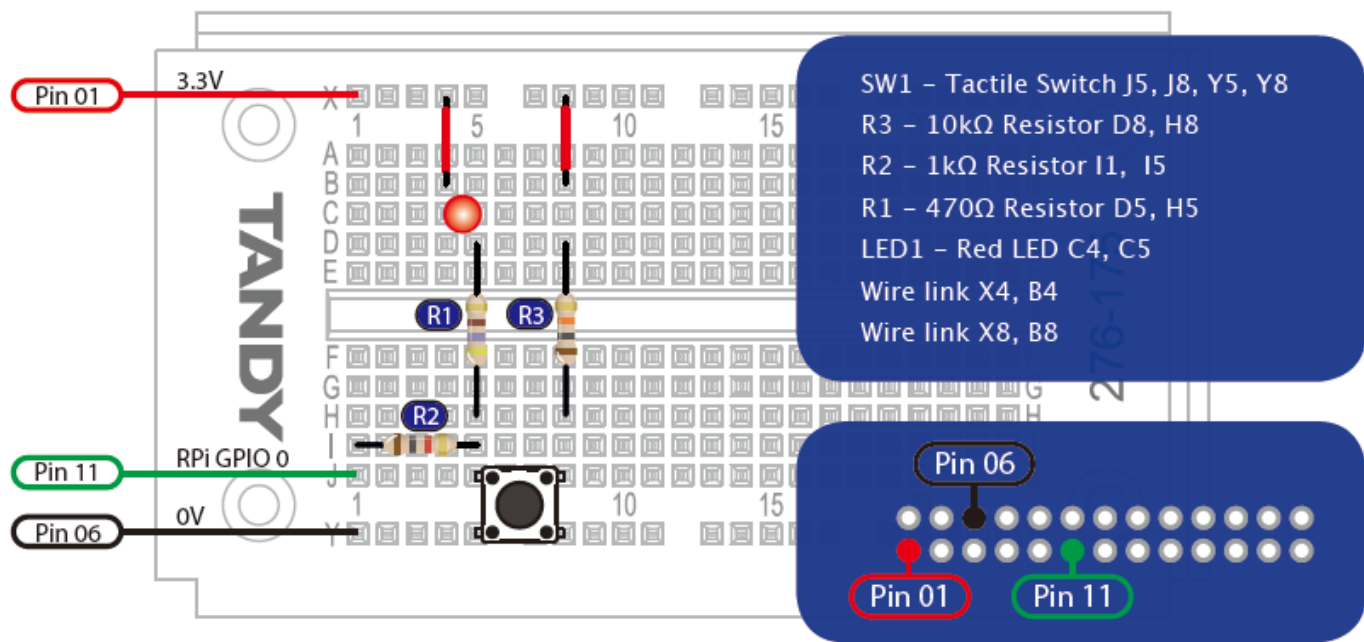 Pin 01
3.3V
X
1 5 10 15
A
B
C
D
E
TANDY
R1
R3
F
G G
H H
R2
I
RPi GPIO 0
Pin 11
J
1 10 15
0V
Pin 06
Y
SW1 – Tactile Switch J5, J8, Y5, Y8
R3 – 10kΩ Resistor D8, H8
R2 – 1kΩ Resistor I1, I5
R1 – 470Ω Resistor D5, H5
LED1 – Red LED C4, C5
Wire link X4, B4
Wire link X8, B8
Pin 06
Pin 01
Pin 11